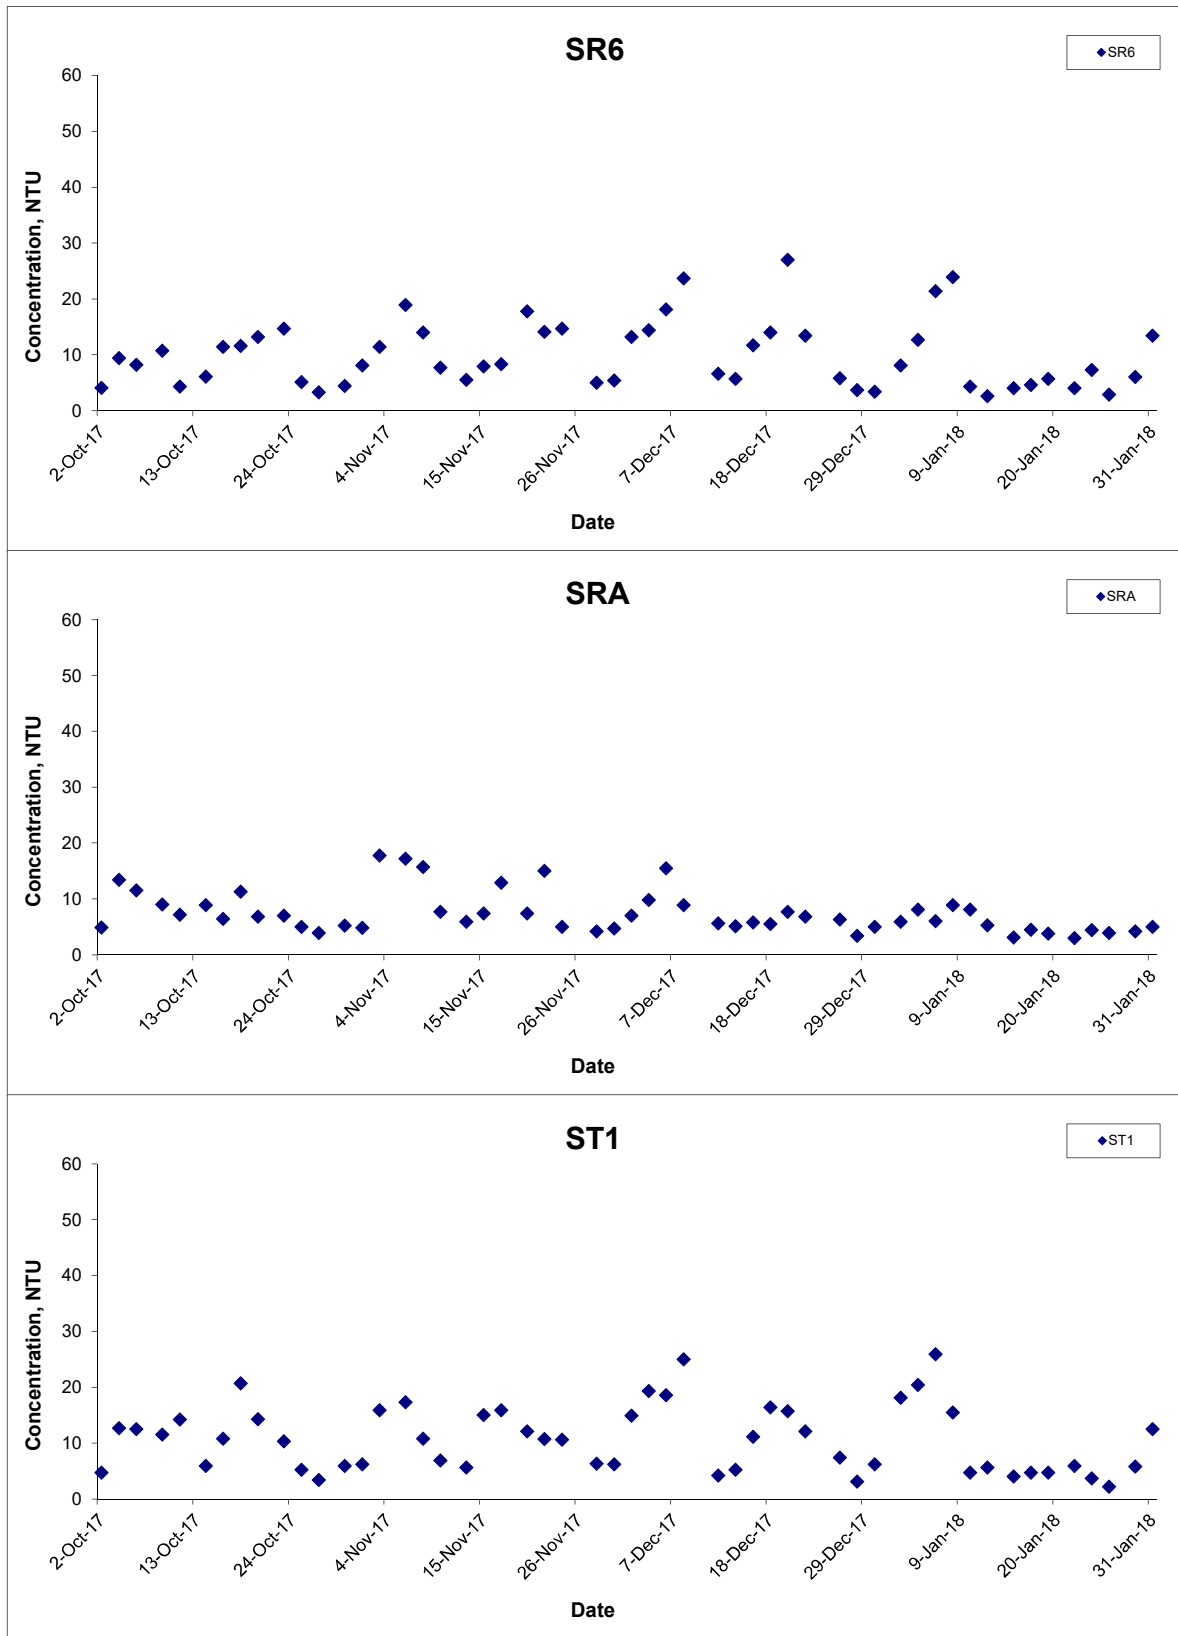 SR6
SR6
60
50
40
30
20
10
0
Concentration, NTU
2-Oct-17
13-Oct-17
24-Oct-17
4-Nov-17
15-Nov-17
26-Nov-17
7-Dec-17
18-Dec-17
29-Dec-17
9-Jan-18
20-Jan-18
31-Jan-18
Date
SRA
SRA
60
50
40
30
20
10
0
Concentration, NTU
2-Oct-17
13-Oct-17
24-Oct-17
4-Nov-17
15-Nov-17
26-Nov-17
7-Dec-17
18-Dec-17
29-Dec-17
9-Jan-18
20-Jan-18
31-Jan-18
Date
ST1
ST1
60
50
40
30
20
10
0
Concentration, NTU
2-Oct-17
13-Oct-17
24-Oct-17
4-Nov-17
15-Nov-17
26-Nov-17
7-Dec-17
18-Dec-17
29-Dec-17
9-Jan-18
20-Jan-18
31-Jan-18
Date